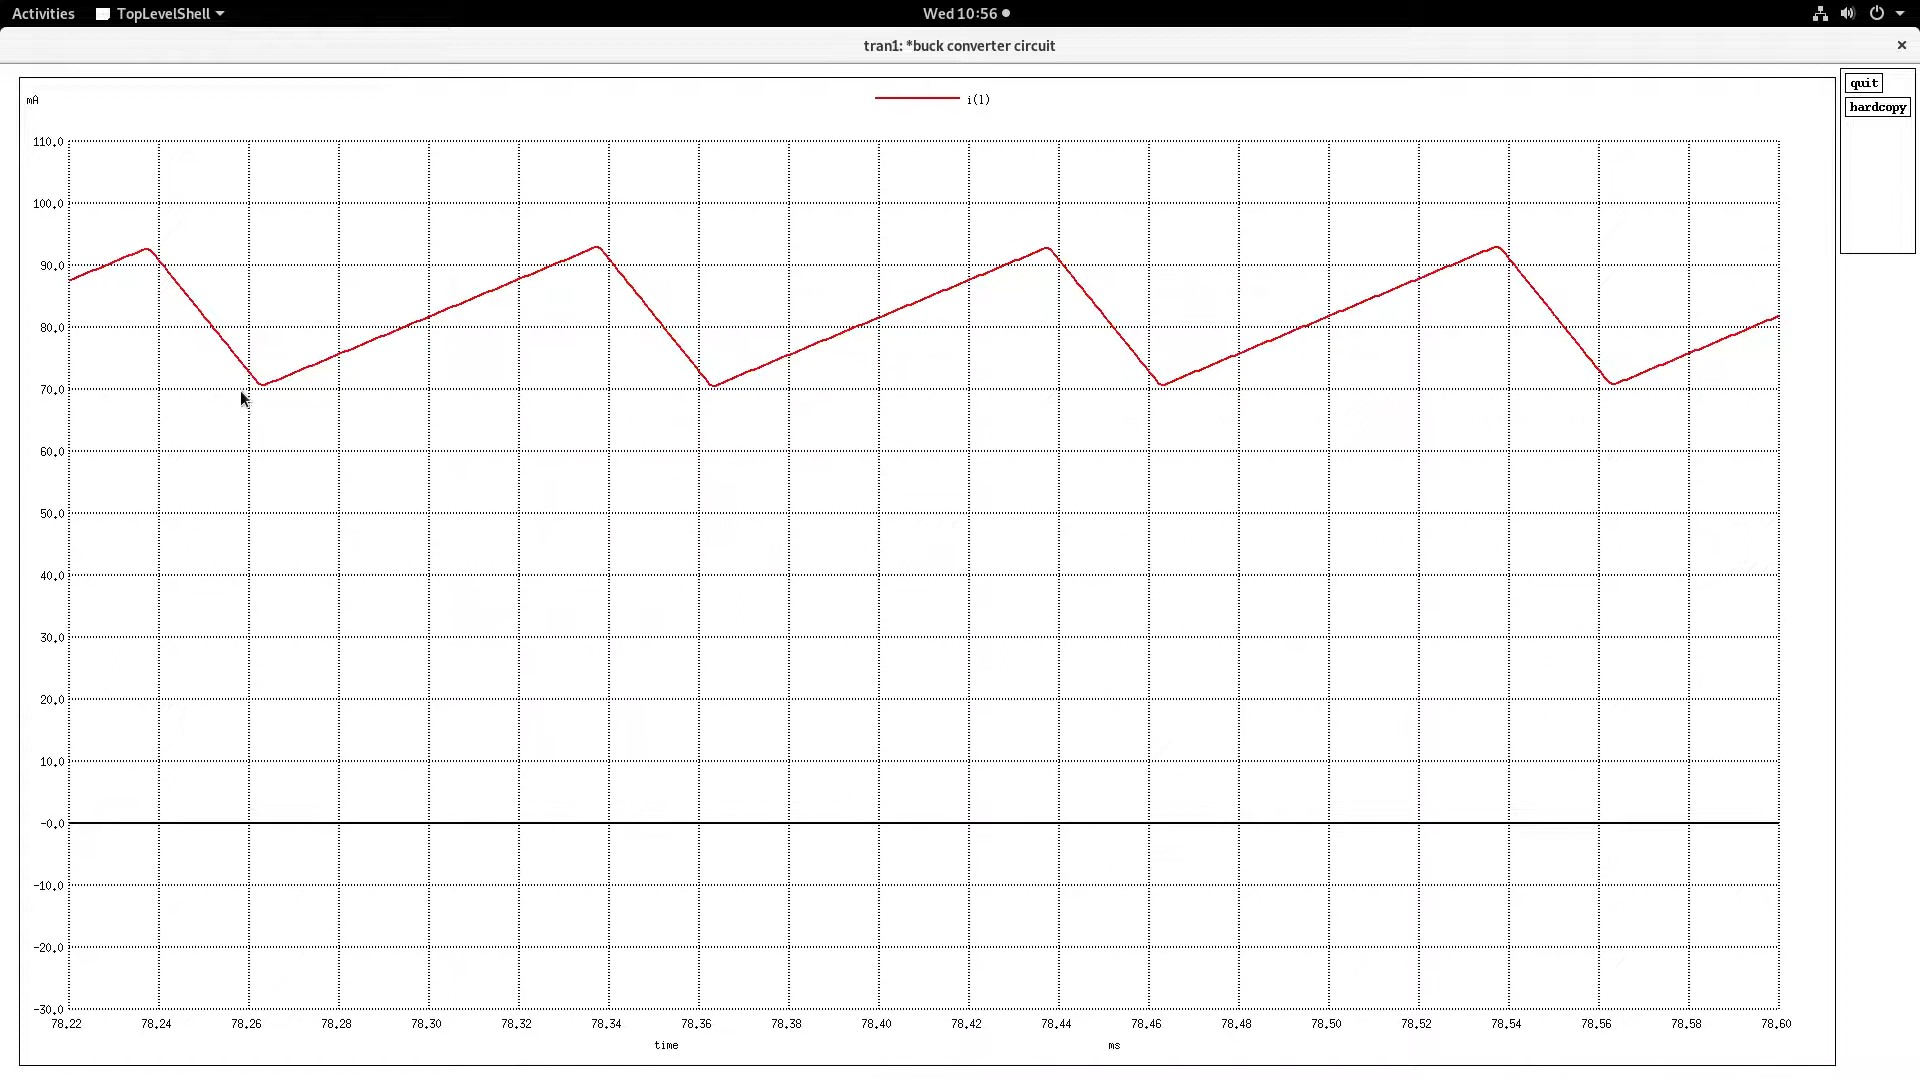 Activities TopLevelShell Wed 10:56
tran1: *buck converter circuit
quit
hardcopy
mA
i(l)
110.0
100.0
90.0
80.0
70.0
60.0
50.0
40.0
30.0
20.0
10.0
-0.0
-10.0
-20.0
-30.0
78.22 78.24 78.26 78.28 78.30 78.32 78.34 78.36 78.38 78.40 78.42 78.44 78.46 78.48 78.50 78.52 78.54 78.56 78.58 78.60
time ms